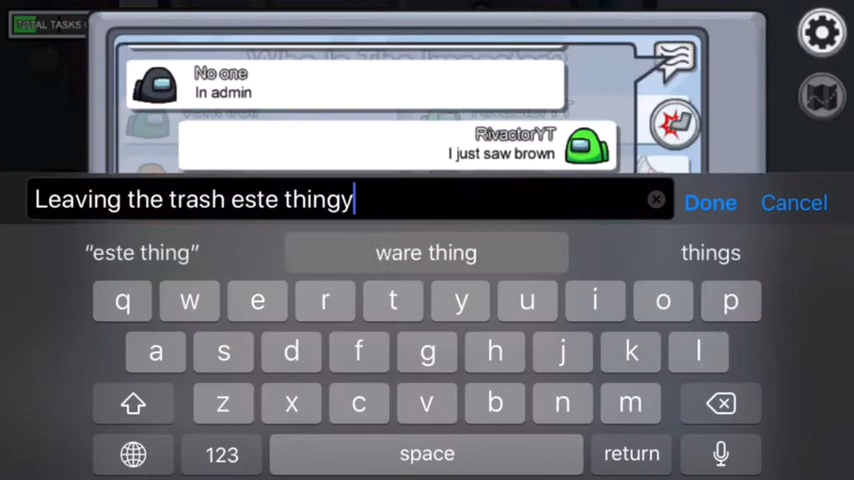 TOTAL TASKS
No one
In admin
RivactorYT
I just saw brown
Leaving the trash este thingy
Done
Cancel
“este thing”
ware thing
things
q w e r t y u i o p
a s d f g h j k l
z x c v b n m
123
space
return